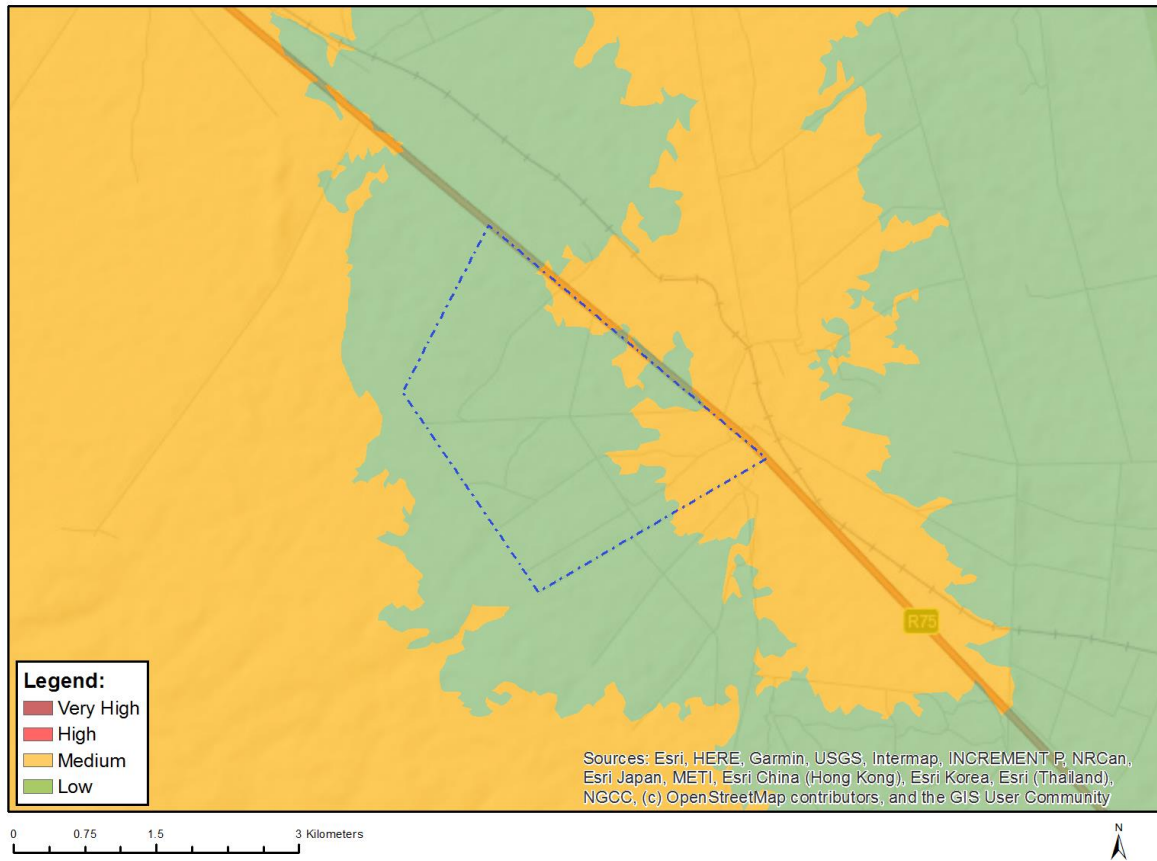 R75
Legend:
Very High
High
Medium
Low
Sources: Esri, HERE, Garmin, USGS, Intermap, INCREMENT P, NRCan,
Esri Japan, METI, Esri China (Hong Kong), Esri Korea, Esri (Thailand),
NGCC, (c) OpenStreetMap contributors, and the GIS User Community
0 0.75 1.5 3 Kilometers
N